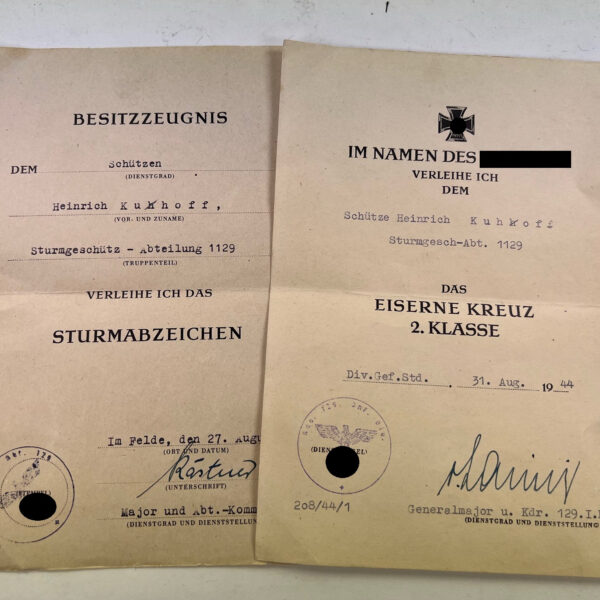 BESITZZEUGNIS
DEM
Schützen
(DIENSTGRAD)
Heinrich Kuhhoff,
(VOR- UND ZUNAME)
Sturmgeschütz - Abteilung 1129
(TRUPPENTEIL)
VERLEIHE ICH DAS
STURMABZEICHEN
Im Felde, den 27. Augu
(ORT UND DATUM)
Kästner
(UNTERSCHRIFT)
Major und Abt.-Komm
(DIENSTGRAD UND DIENSTSTELLUNG
IM NAMEN DES
VERLEIHE ICH
DEM
Schütze Heinrich Kuhhoff
Sturmgesch-Abt. 1129
DAS
EISERNE KREUZ
2. KLASSE
Div.Gef.Std. , 31. Aug. 1944
(DIENSTSIEGEL)
208/44/1
Generalmajor u. Kdr. 129.I.
(DIENSTGRAD UND DIENSTSTELLUNG